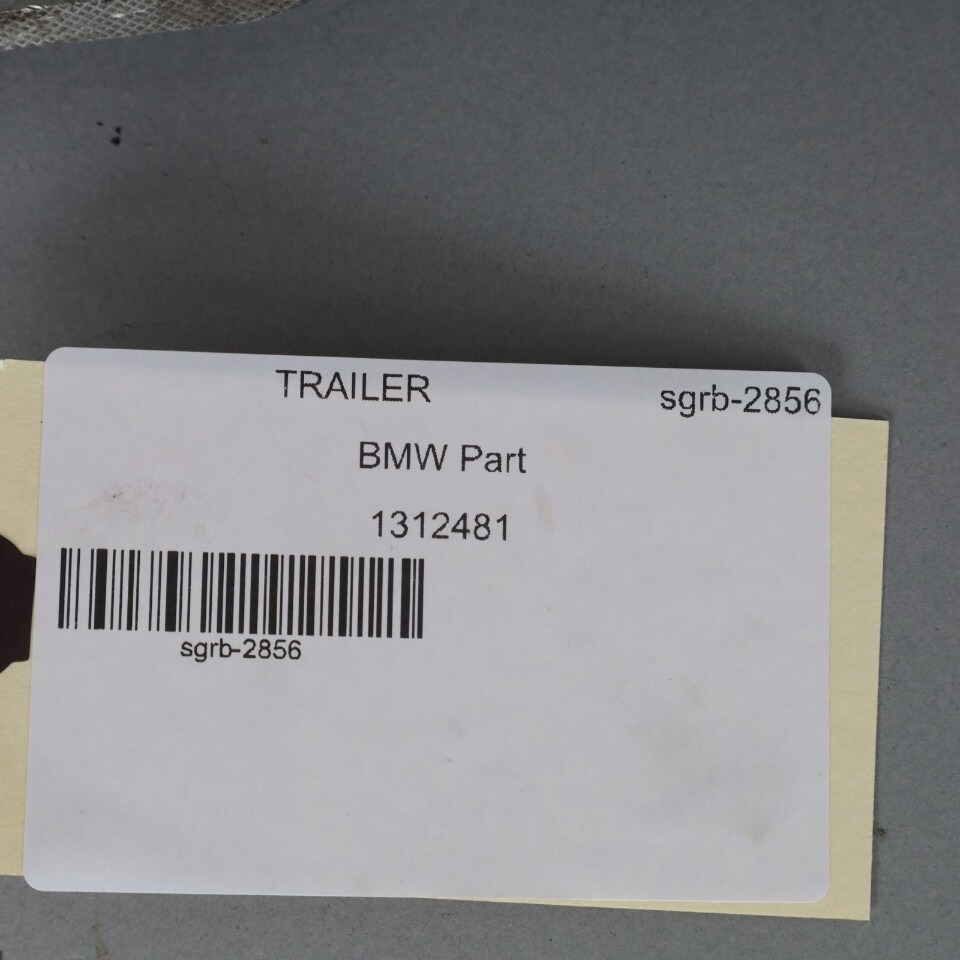 TRAILER sgrb-2856
BMW Part
1312481
sgrb-2856